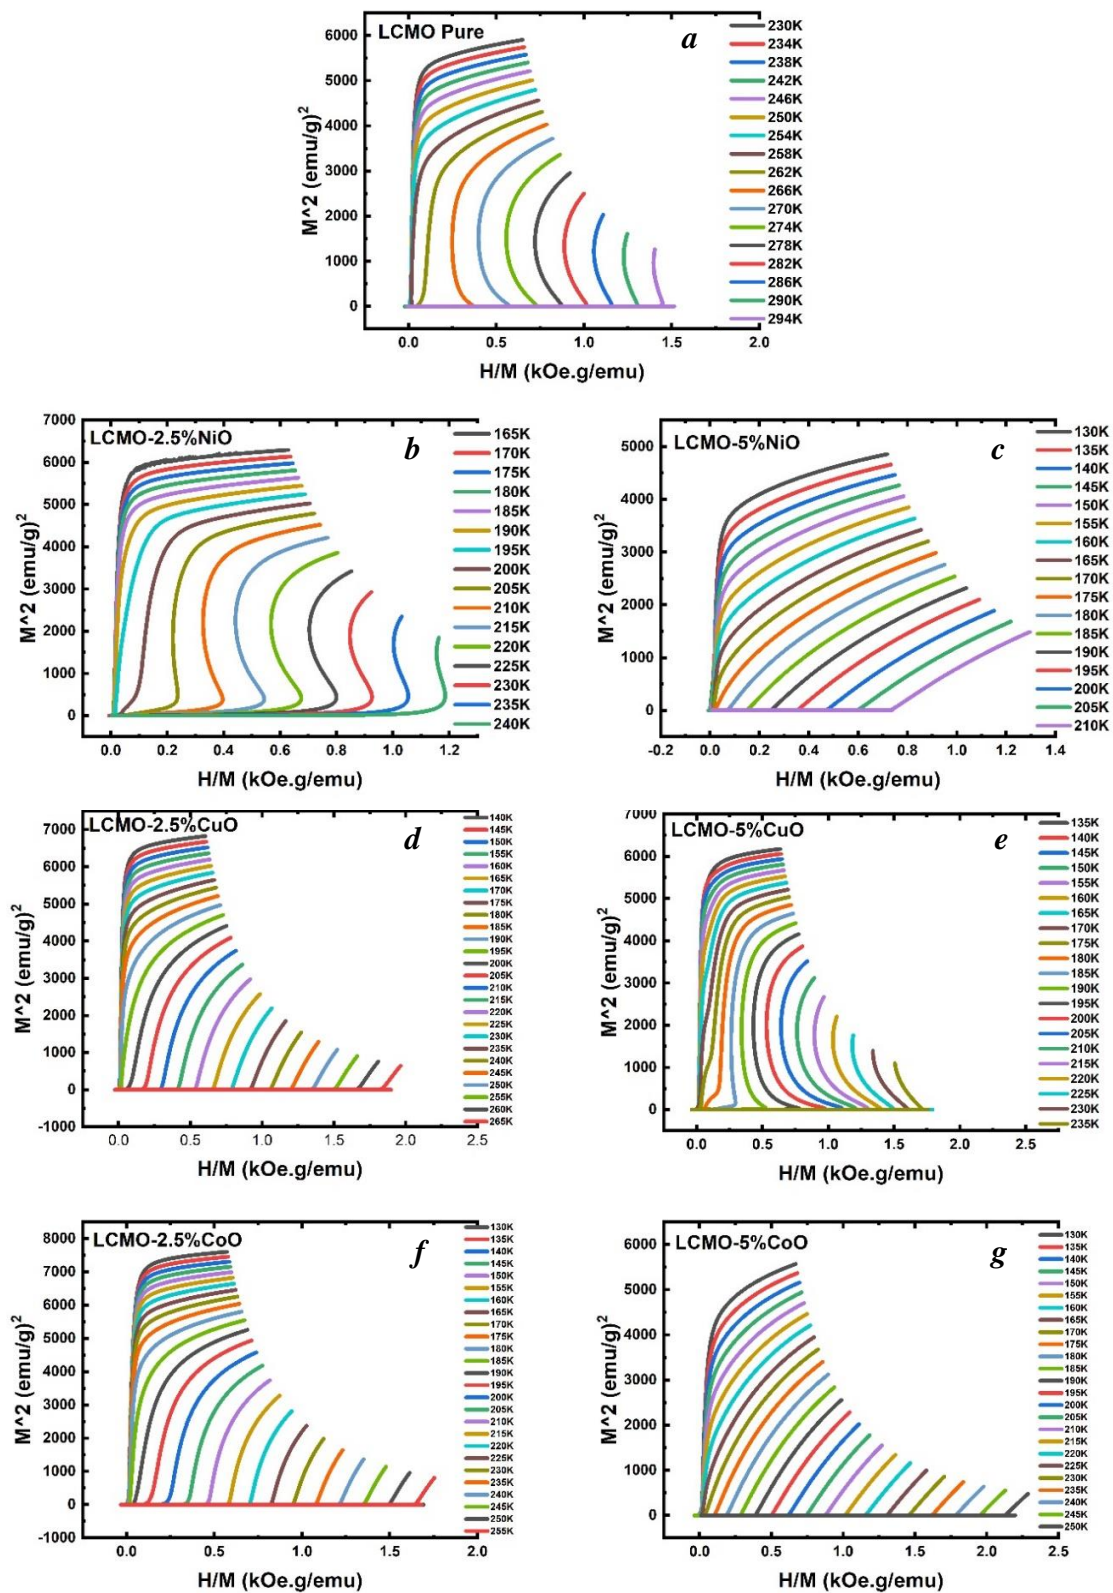 LCMO Pure
a
M^2 (emu/g)²
6000
5000
4000
3000
2000
1000
0
0.0 0.5 1.0 1.5 2.0
H/M (kOe.g/emu)
230K
234K
238K
242K
246K
250K
254K
258K
262K
266K
270K
274K
278K
282K
286K
290K
294K
LCMO-2.5%NiO
b
M^2 (emu/g)²
7000
6000
5000
4000
3000
2000
1000
0
0.0 0.2 0.4 0.6 0.8 1.0 1.2
H/M (kOe.g/emu)
165K
170K
175K
180K
185K
190K
195K
200K
205K
210K
215K
220K
225K
230K
235K
240K
LCMO-5%NiO
c
M^2 (emu/g)²
5000
4000
3000
2000
1000
0
-0.2 0.0 0.2 0.4 0.6 0.8 1.0 1.2 1.4
H/M (kOe.g/emu)
130K
135K
140K
145K
150K
155K
160K
165K
170K
175K
180K
185K
190K
195K
200K
205K
210K
LCMO-2.5%CuO
d
M^2 (emu/g)²
7000
6000
5000
4000
3000
2000
1000
0
-1000
0.0 0.5 1.0 1.5 2.0 2.5
H/M (kOe.g/emu)
140K
145K
150K
155K
160K
165K
170K
175K
180K
185K
190K
195K
200K
205K
210K
215K
220K
225K
230K
235K
240K
245K
250K
255K
260K
265K
LCMO-5%CuO
e
M^2 (emu/g)²
7000
6000
5000
4000
3000
2000
1000
0
0.0 0.5 1.0 1.5 2.0 2.5
H/M (kOe.g/emu)
135K
140K
145K
150K
155K
160K
165K
170K
175K
180K
185K
190K
195K
200K
205K
210K
215K
220K
225K
230K
235K
LCMO-2.5%CoO
f
M^2 (emu/g)²
8000
7000
6000
5000
4000
3000
2000
1000
0
-1000
0.0 0.5 1.0 1.5 2.0
H/M (kOe.g/emu)
130K
135K
140K
145K
150K
155K
160K
165K
170K
175K
180K
185K
190K
195K
200K
205K
210K
215K
220K
225K
230K
235K
240K
245K
250K
255K
LCMO-5%CoO
g
M^2 (emu/g)²
6000
5000
4000
3000
2000
1000
0
0.0 0.5 1.0 1.5 2.0 2.5
H/M (kOe.g/emu)
130K
135K
140K
145K
150K
155K
160K
165K
170K
175K
180K
185K
190K
195K
200K
205K
210K
215K
220K
225K
230K
235K
240K
245K
250K